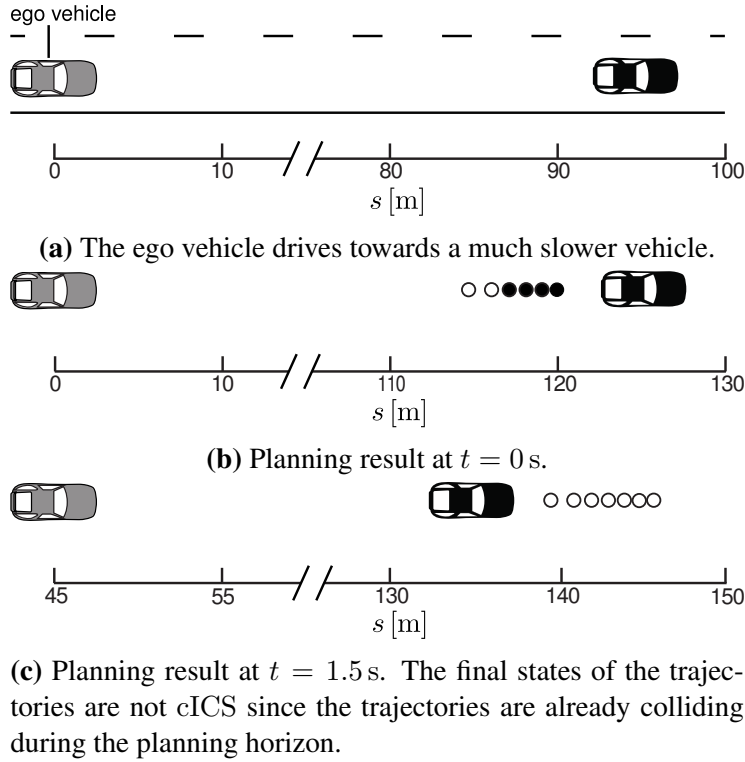 ego vehicle
0 10 80 90 100
s [m]
(a) The ego vehicle drives towards a much slower vehicle.
0 10 110 120 130
s [m]
(b) Planning result at t = 0 s.
45 55 130 140 150
s [m]
(c) Planning result at t = 1.5 s. The final states of the trajec-
tories are not cICS since the trajectories are already colliding
during the planning horizon.